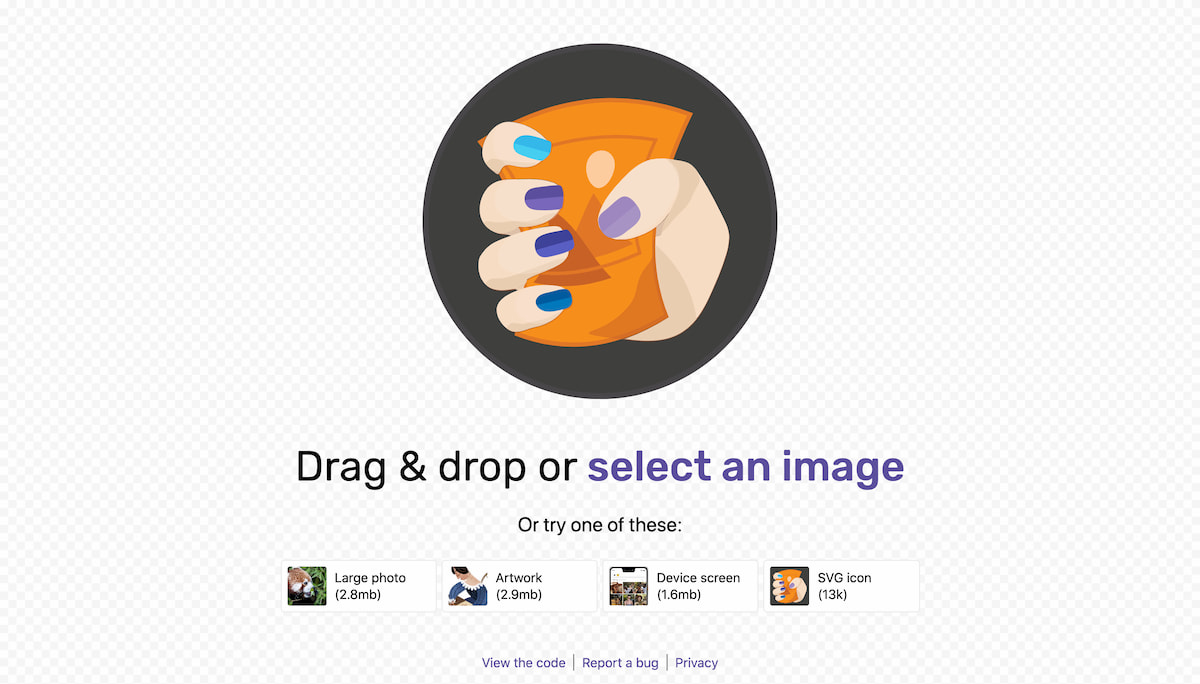 Drag & drop or select an image
Or try one of these:
Large photo
(2.8mb)
Artwork
(2.9mb)
Device screen
(1.6mb)
SVG icon
(13k)
View the code | Report a bug | Privacy